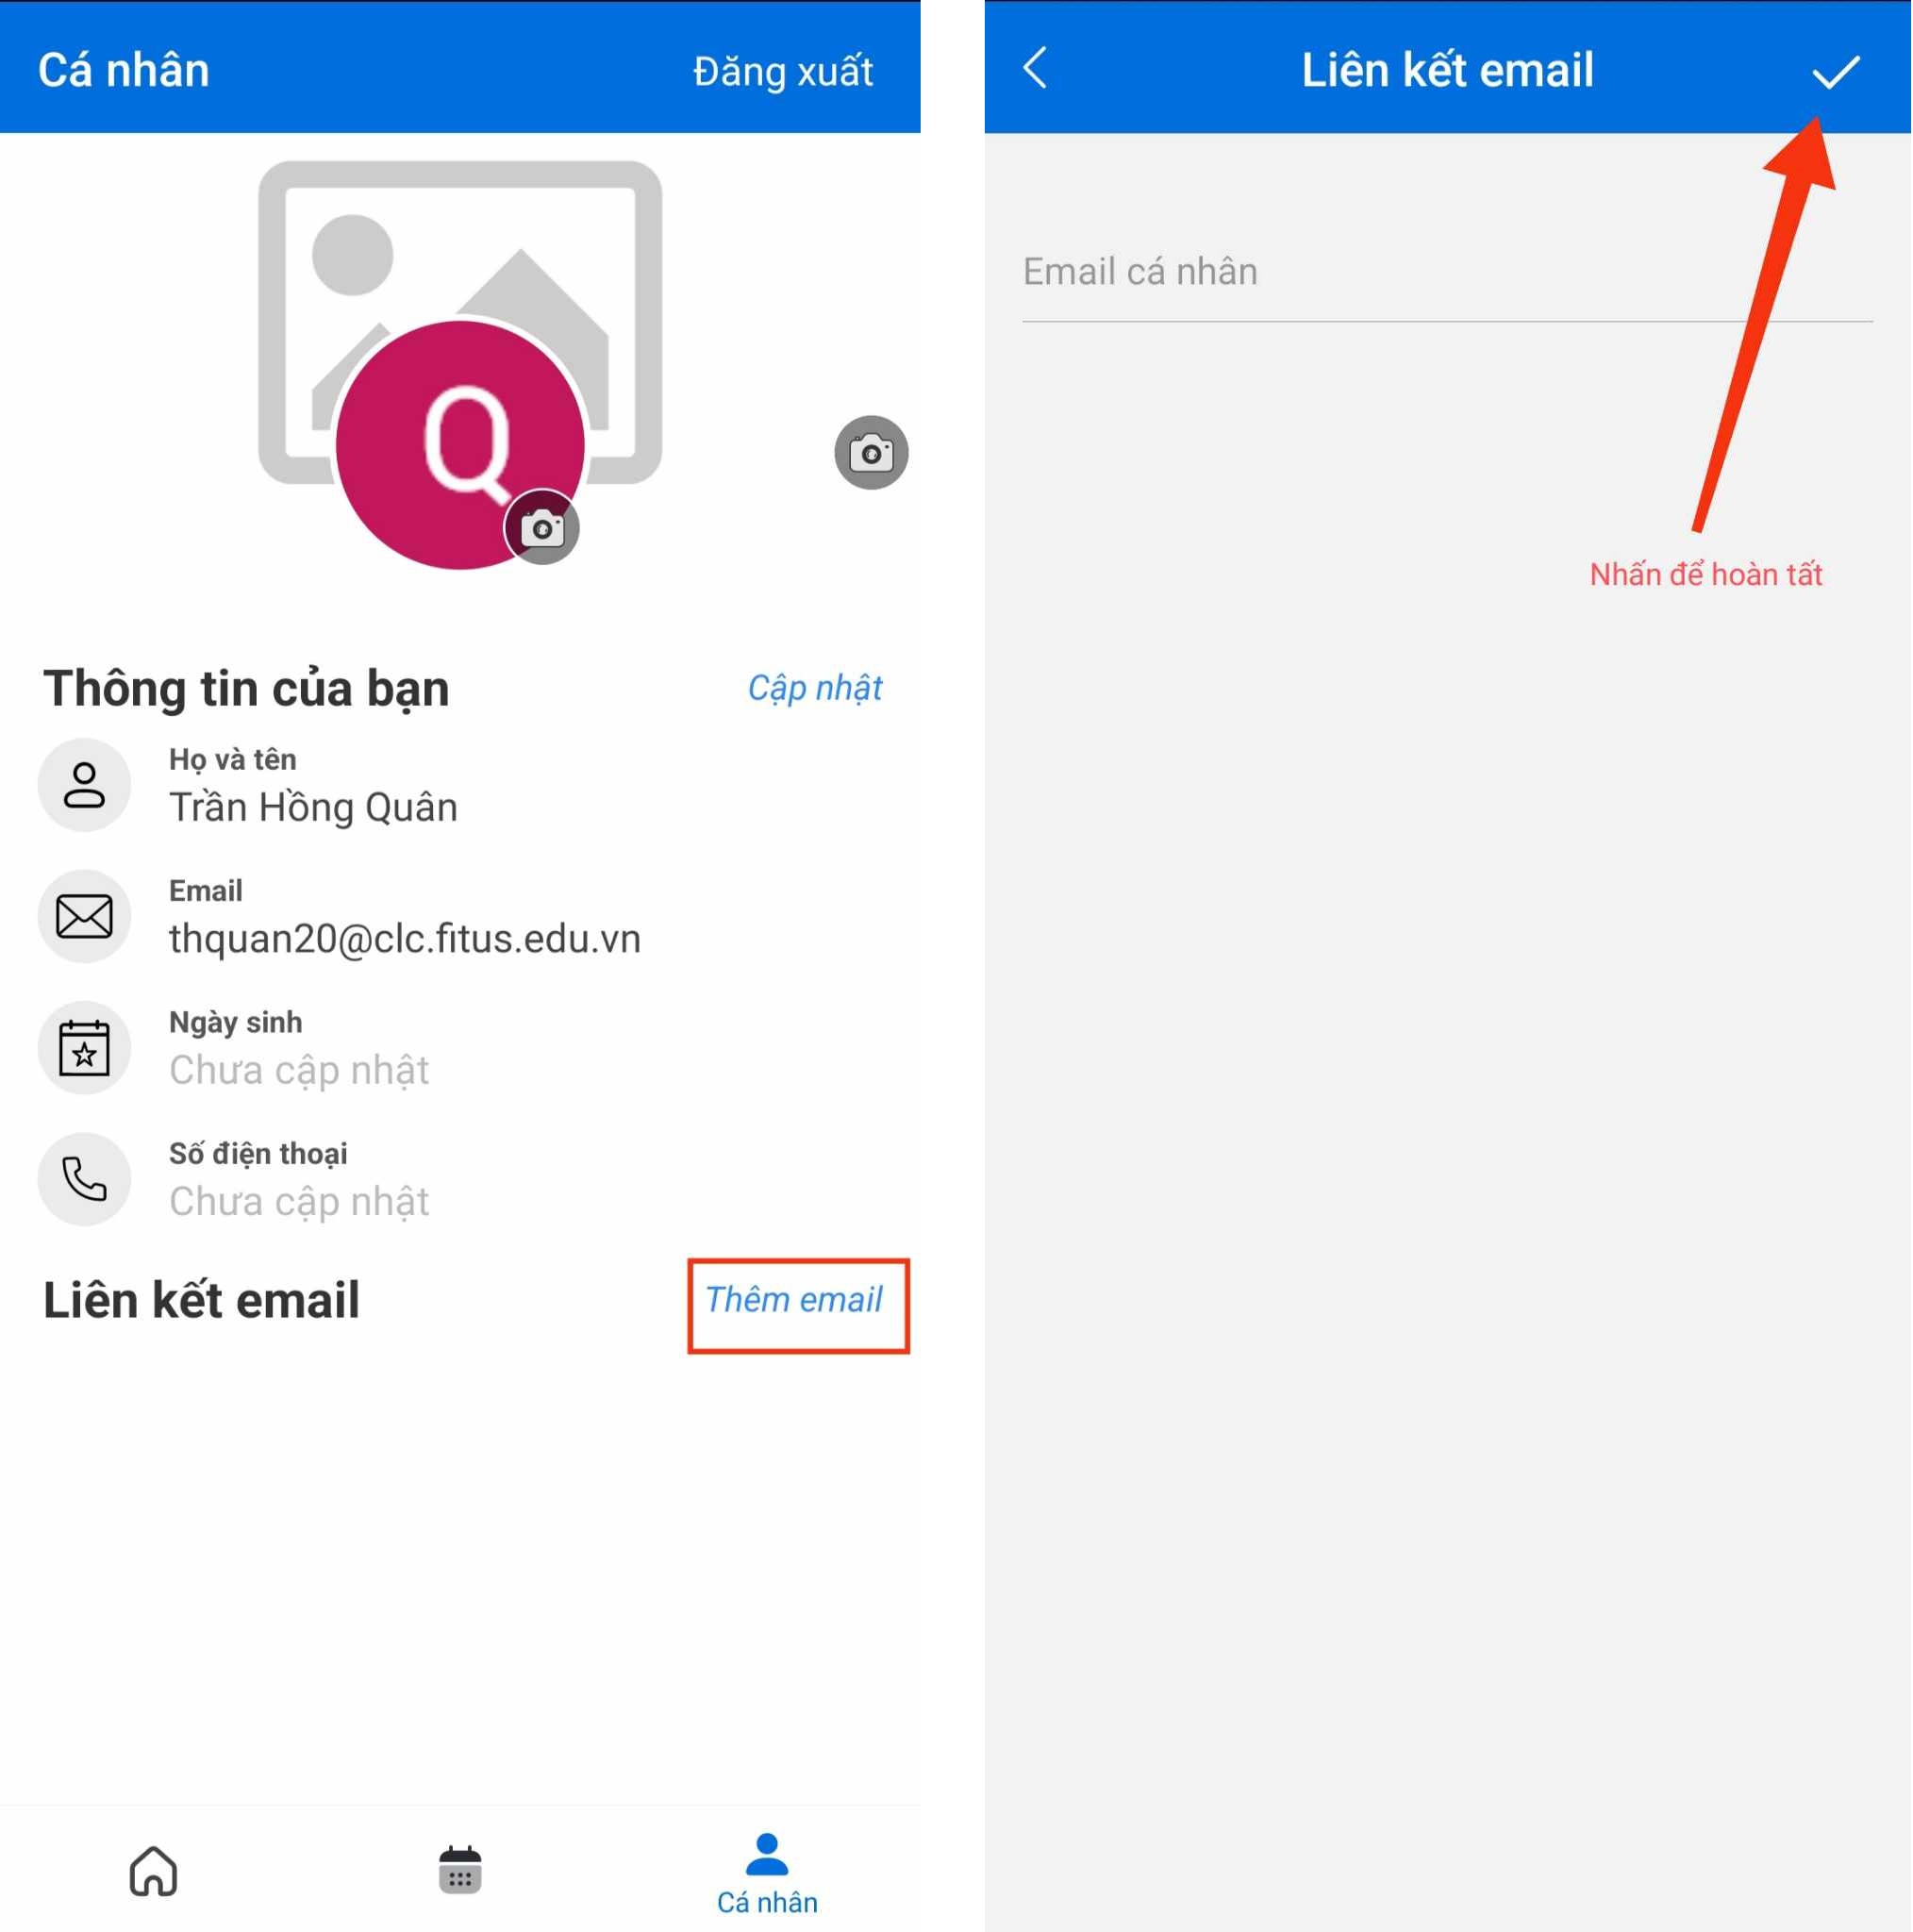 Cá nhân
Đăng xuất
Q
Thông tin của bạn
Cập nhật
Họ và tên
Trần Hồng Quân
Email
thquan20@clc.fitus.edu.vn
Ngày sinh
Chưa cập nhật
Số điện thoại
Chưa cập nhật
Liên kết email
Thêm email
Cá nhân
Liên kết email
Email cá nhân
Nhấn để hoàn tất